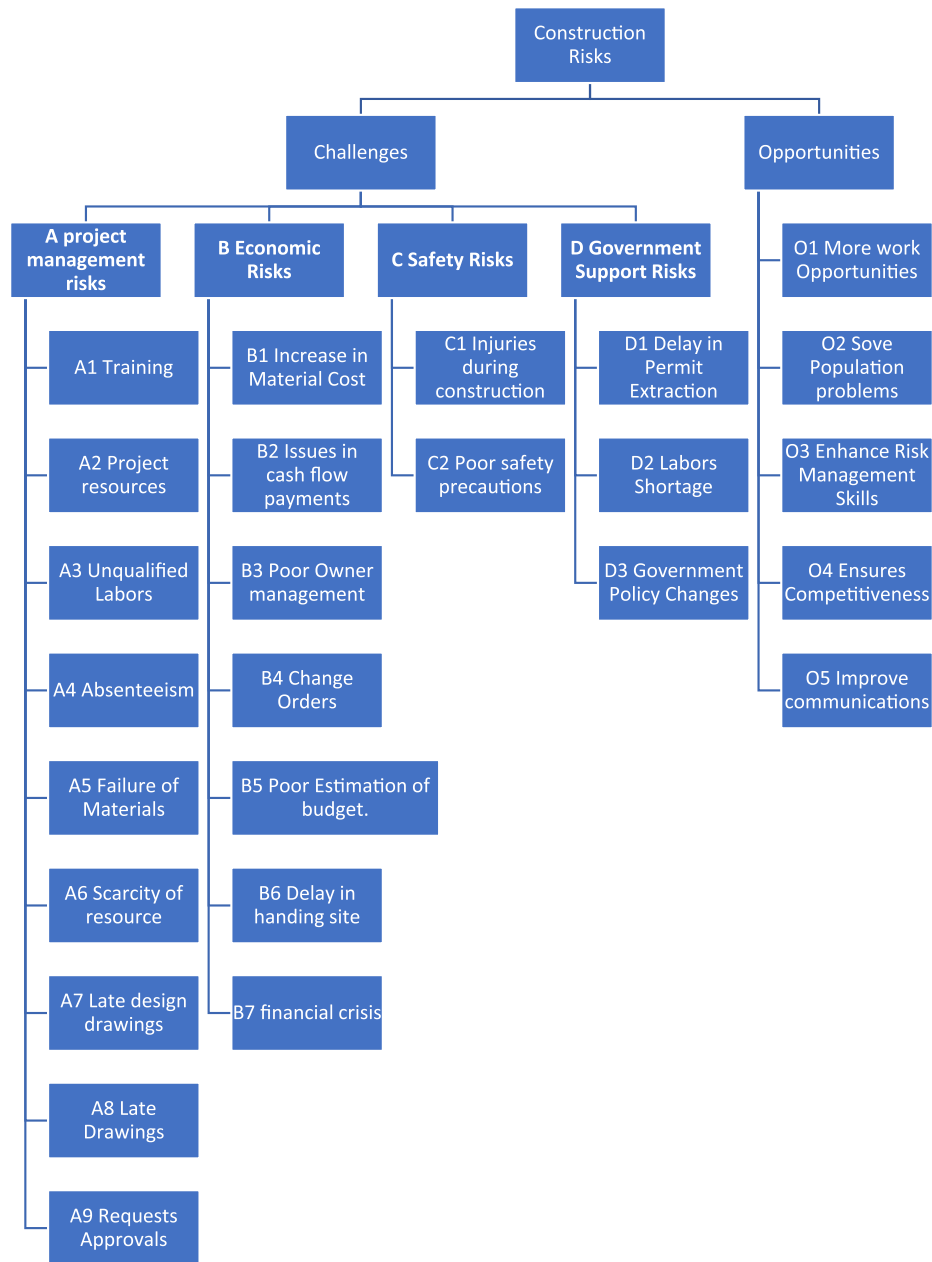 Construction
Risks
Challenges
Opportunities
A project
management
risks
B Economic
Risks
C Safety Risks
D Government
Support Risks
A1 Training
A2 Project
resources
A3 Unqualified
Labors
A4 Absenteeism
A5 Failure of
Materials
A6 Scarcity of
resource
A7 Late design
drawings
A8 Late
Drawings
A9 Requests
Approvals
B1 Increase in
Material Cost
B2 Issues in
cash flow
payments
B3 Poor Owner
management
B4 Change
Orders
B5 Poor Estimation of
budget.
B6 Delay in
handing site
B7 financial crisis
C1 Injuries
during
construction
C2 Poor safety
precautions
D1 Delay in
Permit
Extraction
D2 Labors
Shortage
D3 Government
Policy Changes
O1 More work
Opportunities
O2 Sove
Population
problems
O3 Enhance Risk
Management
Skills
O4 Ensures
Competitiveness
O5 Improve
communications